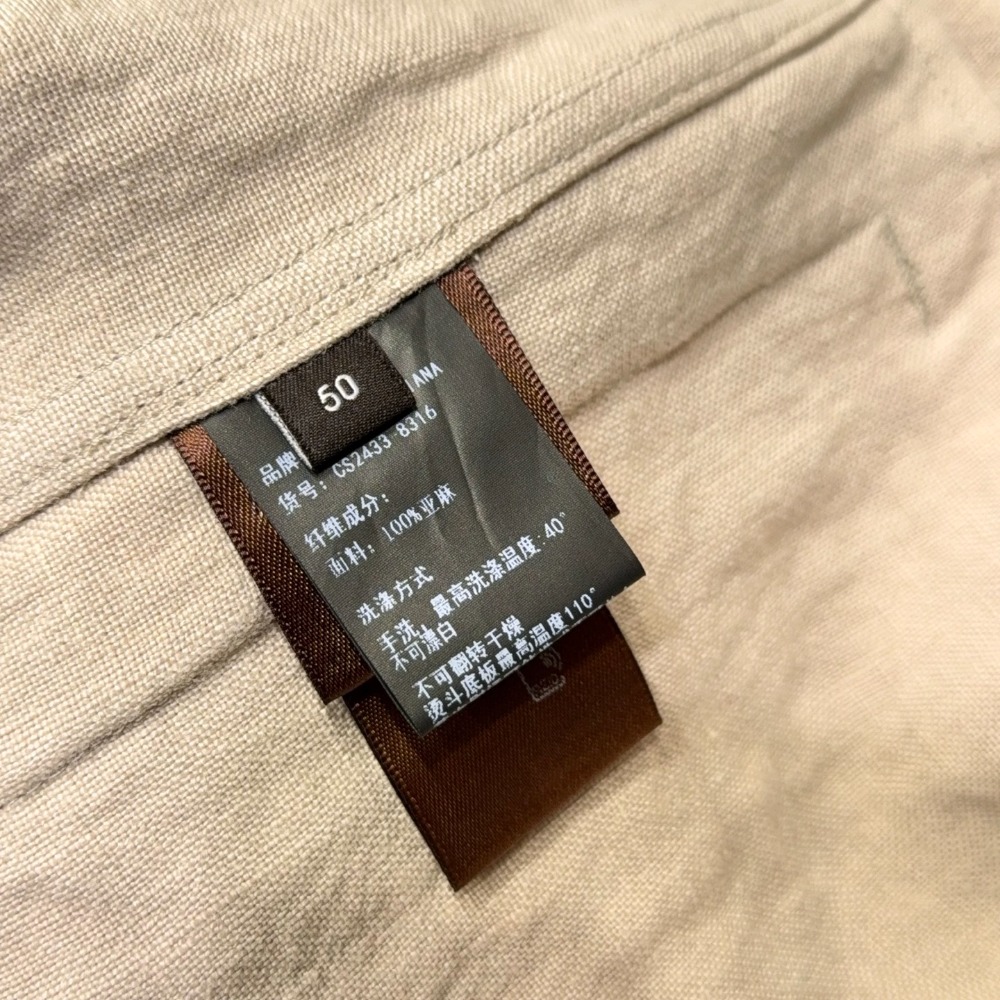 50
品牌 ANA
货号: CS2433 8316
纤维成分:
面料: 100%亚麻
洗涤方式
手洗, 最高洗涤温度:40°
不可漂白
不可翻转干燥
烫斗底板最高温度110°